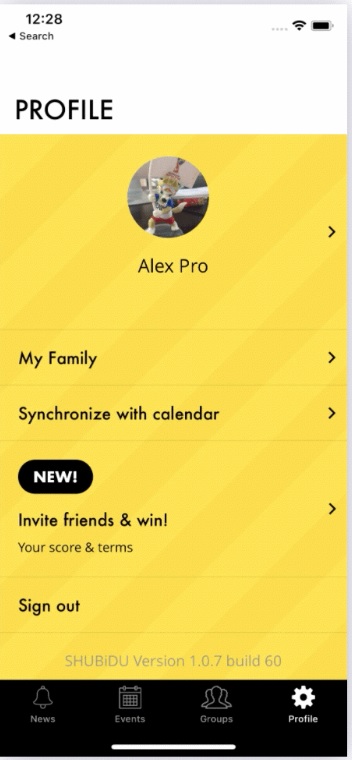 12:28
◀ Search
PROFILE
Alex Pro
My Family
Synchronize with calendar
NEW!
Invite friends & win!
Your score & terms
Sign out
SHUBiDU Version 1.0.7 build 60
News Events Groups Profile